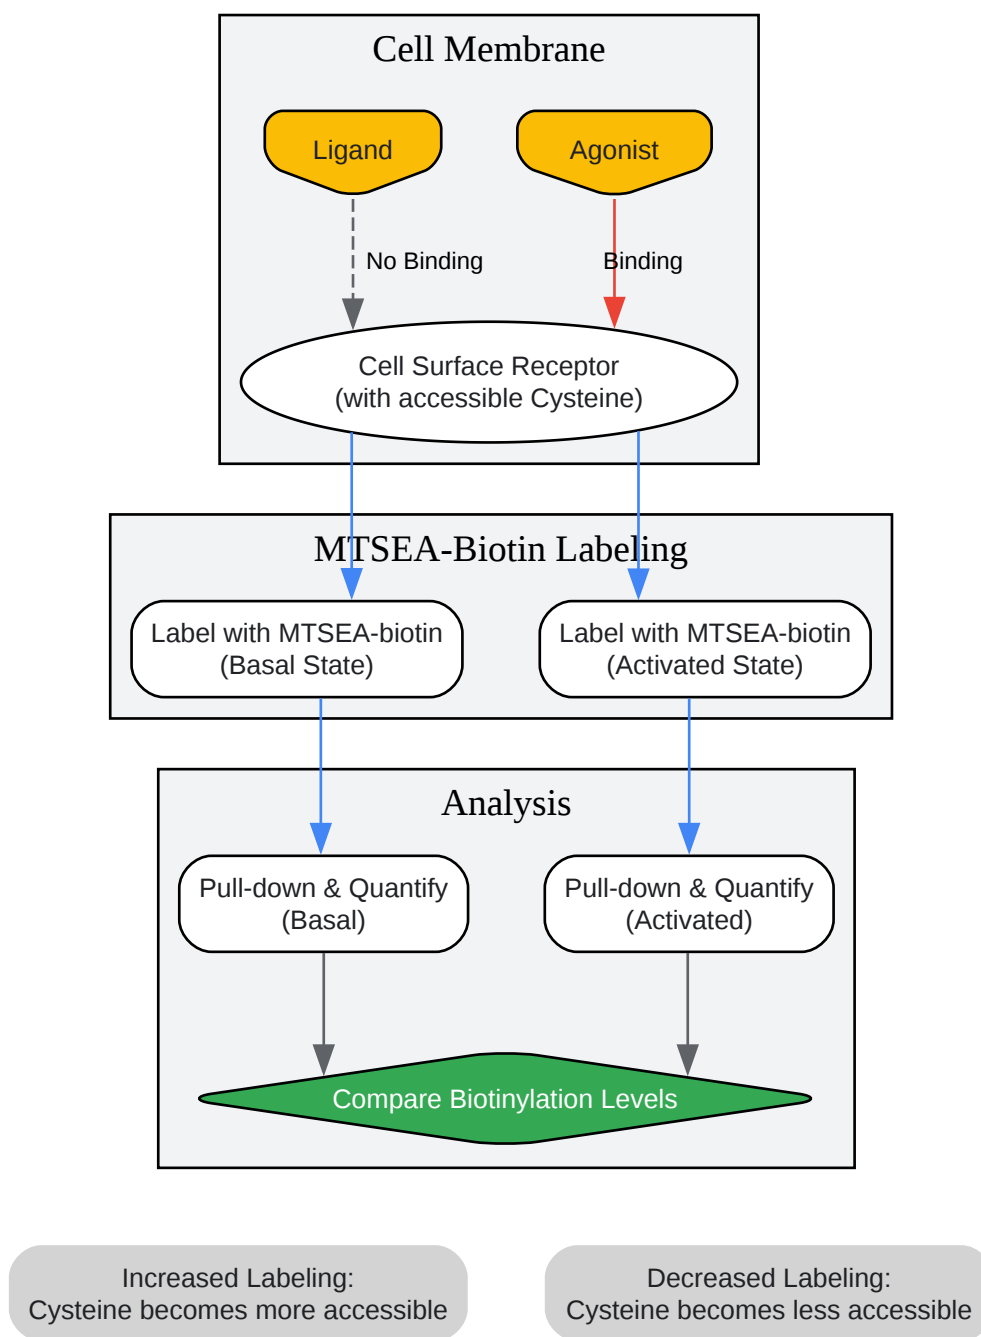 Cell Membrane
Ligand
Agonist
No Binding
Binding
Cell Surface Receptor
(with accessible Cysteine)
MTSEA-Biotin Labeling
Label with MTSEA-biotin
(Basal State)
Label with MTSEA-biotin
(Activated State)
Analysis
Pull-down & Quantify
(Basal)
Pull-down & Quantify
(Activated)
Compare Biotinylation Levels
Increased Labeling:
Cysteine becomes more accessible
Decreased Labeling:
Cysteine becomes less accessible